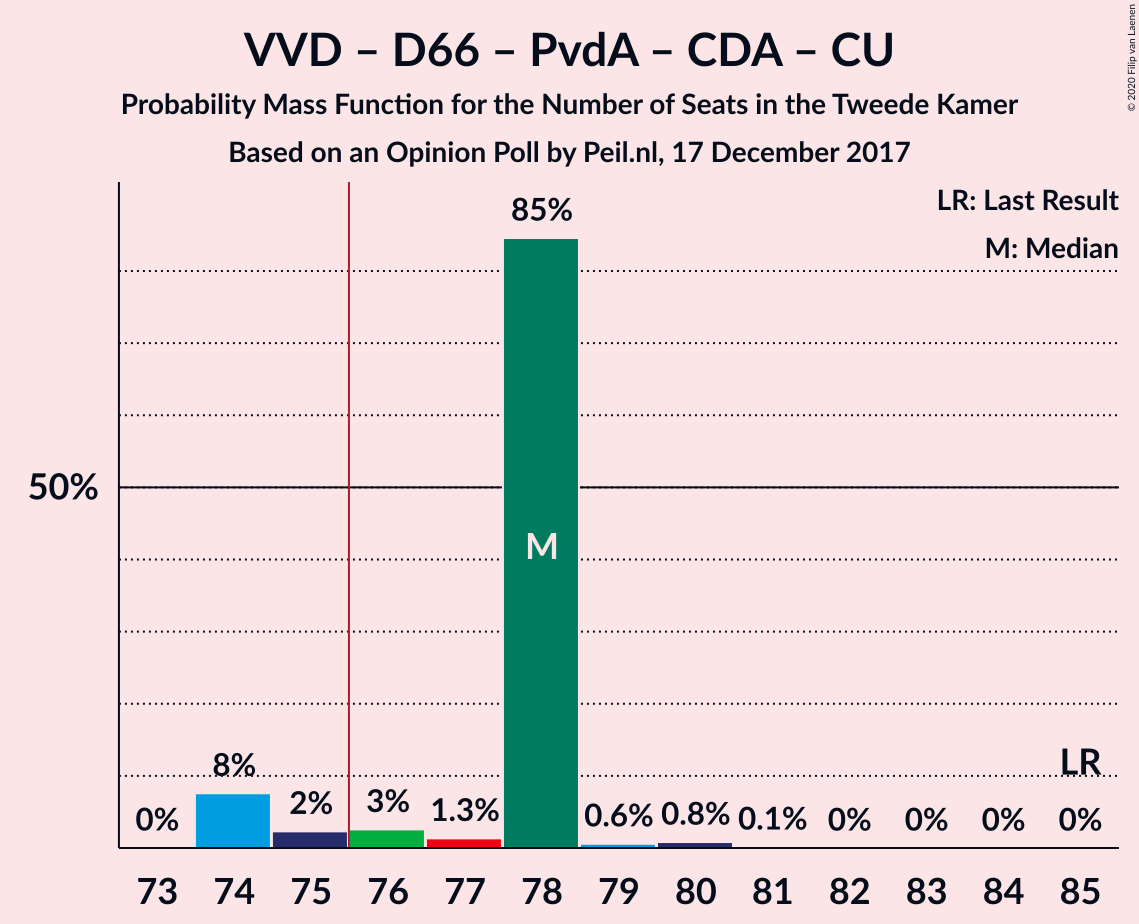 VVD – D66 – PvdA – CDA – CU
Probability Mass Function for the Number of Seats in the Tweede Kamer
Based on an Opinion Poll by Peil.nl, 17 December 2017
© 2020 Filip van Laenen
LR: Last Result
M: Median
85%
50%
M
LR
0% 8% 2% 3% 1.3% 0.6% 0.8% 0.1% 0% 0% 0% 0%
73 74 75 76 77 78 79 80 81 82 83 84 85